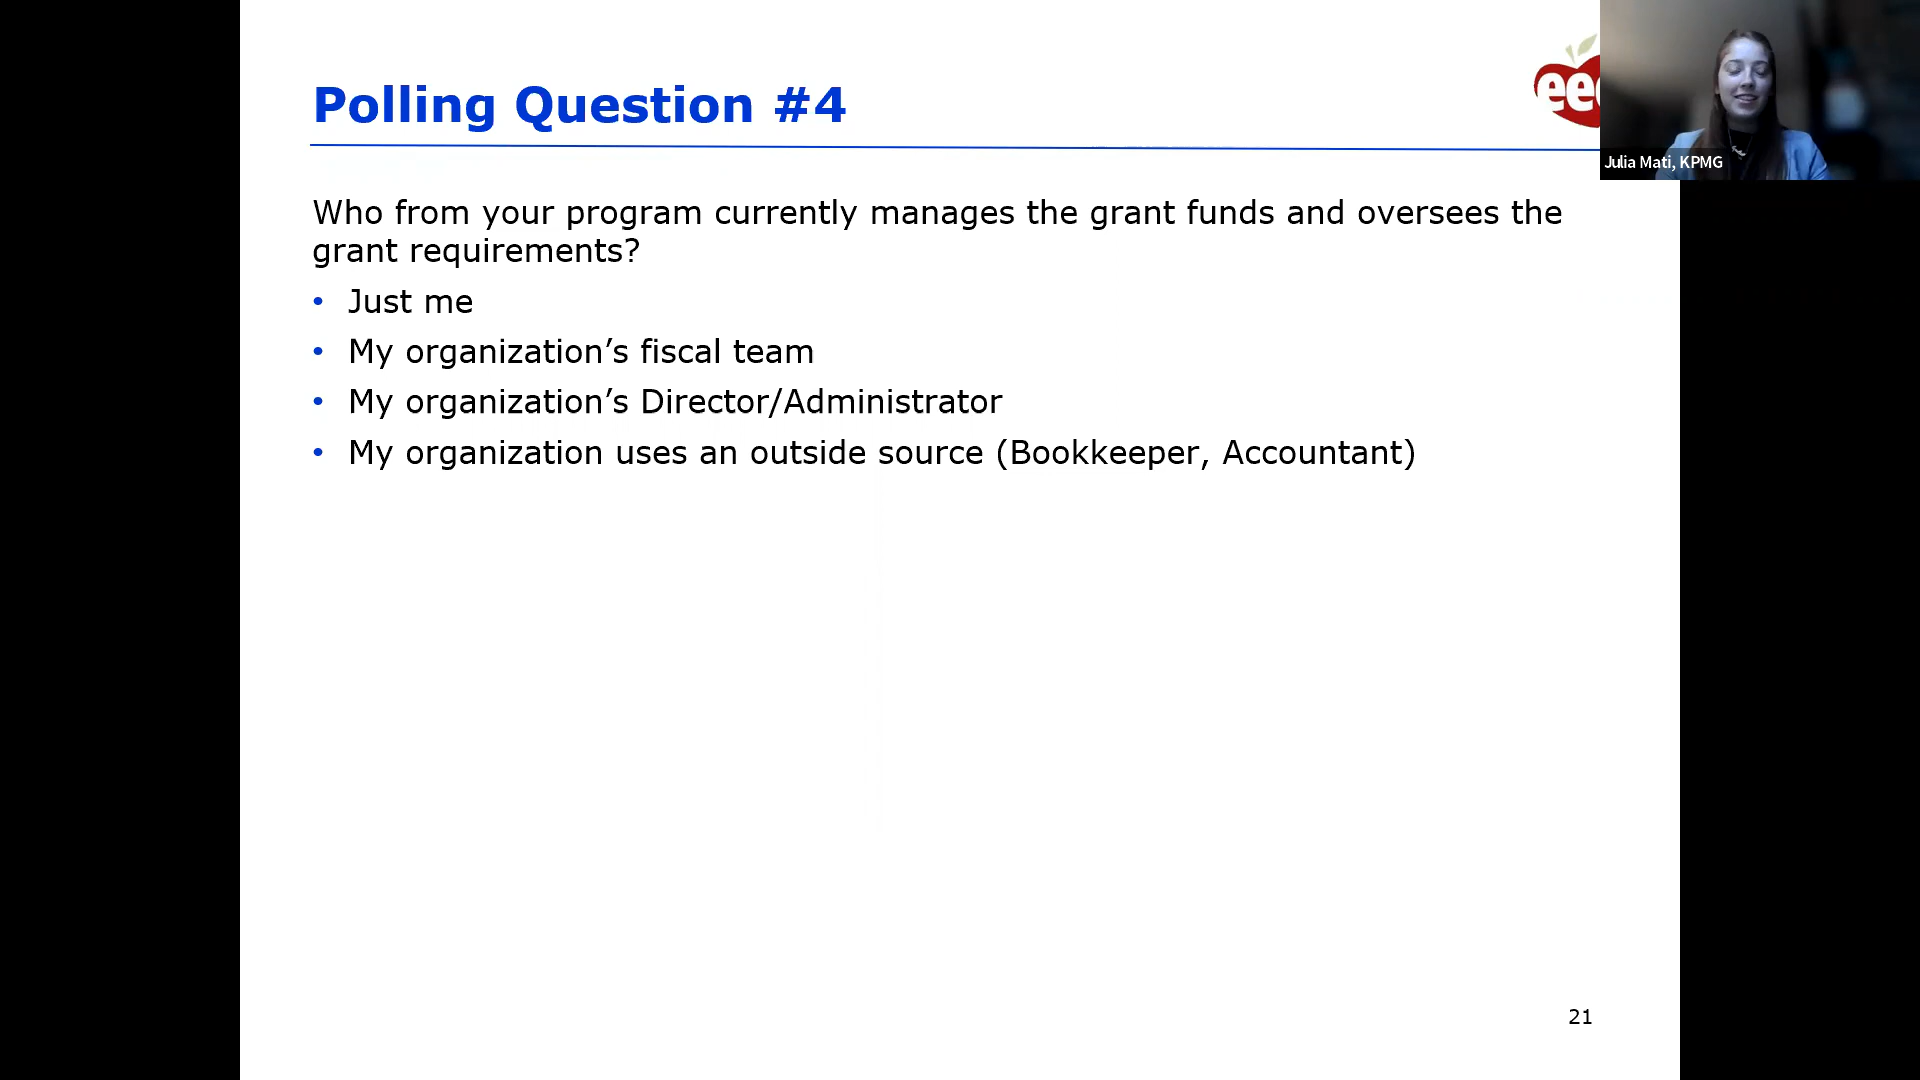 Polling Question #4
Julia Mati, KPMG
Who from your program currently manages the grant funds and oversees the
grant requirements?
• Just me
• My organization’s fiscal team
• My organization’s Director/Administrator
• My organization uses an outside source (Bookkeeper, Accountant)
21